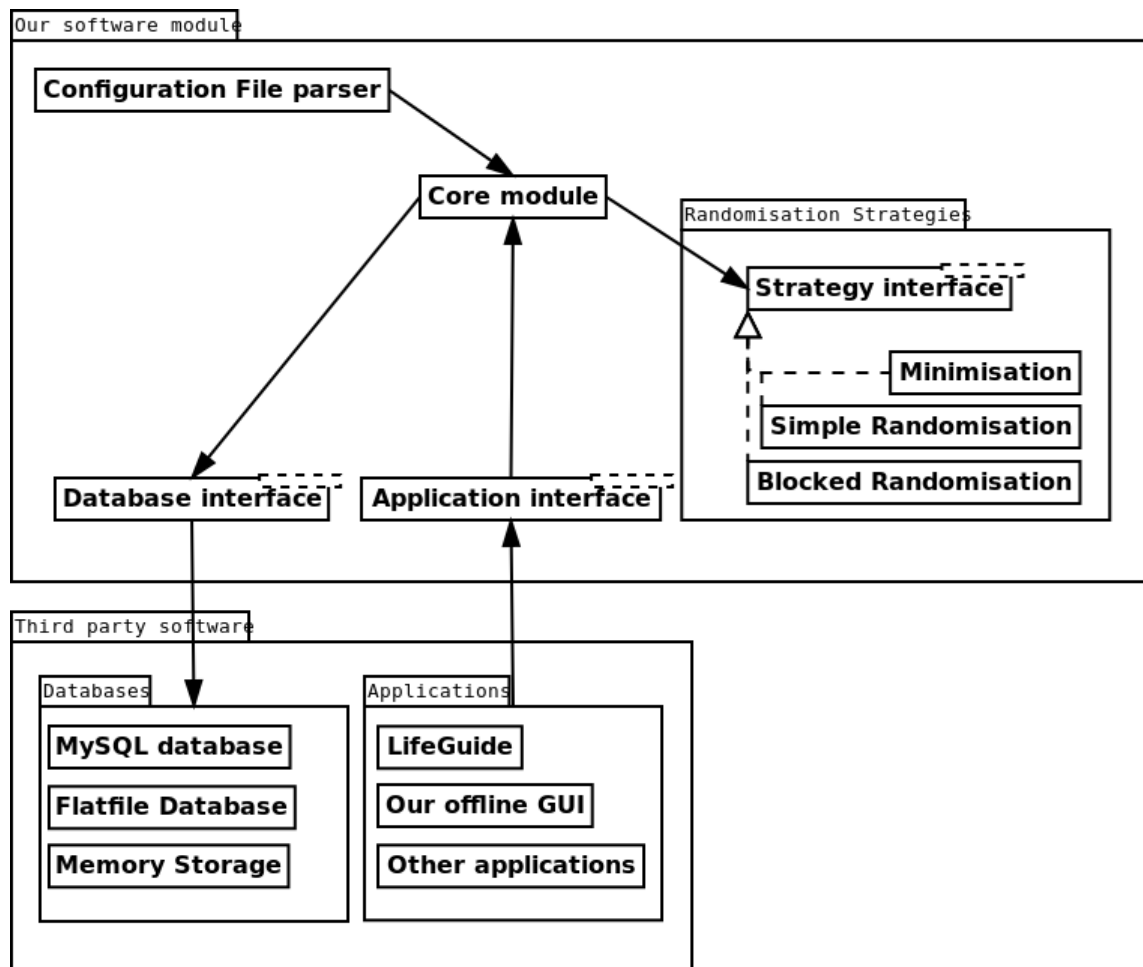 Our software module
Configuration File parser
Core module
Randomisation Strategies
Strategy interface
Minimisation
Simple Randomisation
Blocked Randomisation
Database interface
Application interface
Third party software
Databases
MySQL database
Flatfile Database
Memory Storage
Applications
LifeGuide
Our offline GUI
Other applications